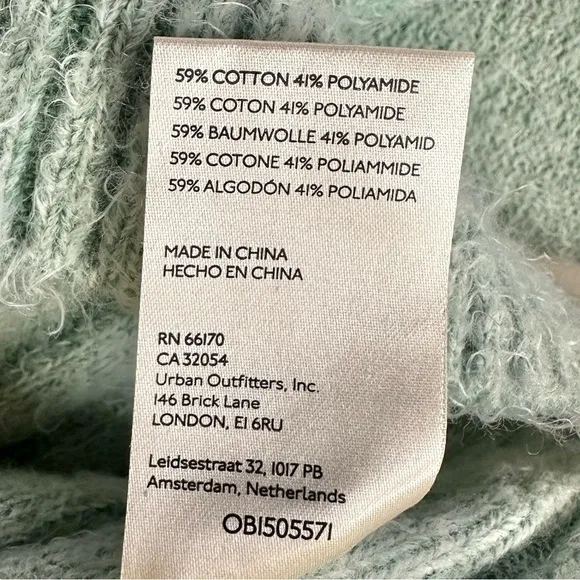 59% COTTON 41% POLYAMIDE
59% COTON 41% POLYAMIDE
59% BAUMWOLLE 41% POLYAMID
59% COTONE 41% POLIAMMIDE
59% ALGODÓN 41% POLIAMIDA
MADE IN CHINA
HECHO EN CHINA
RN 66170
CA 32054
Urban Outfitters, Inc.
146 Brick Lane
LONDON, E1 6RU
Leidsestraat 32, 1017 PB
Amsterdam, Netherlands
OB1505571